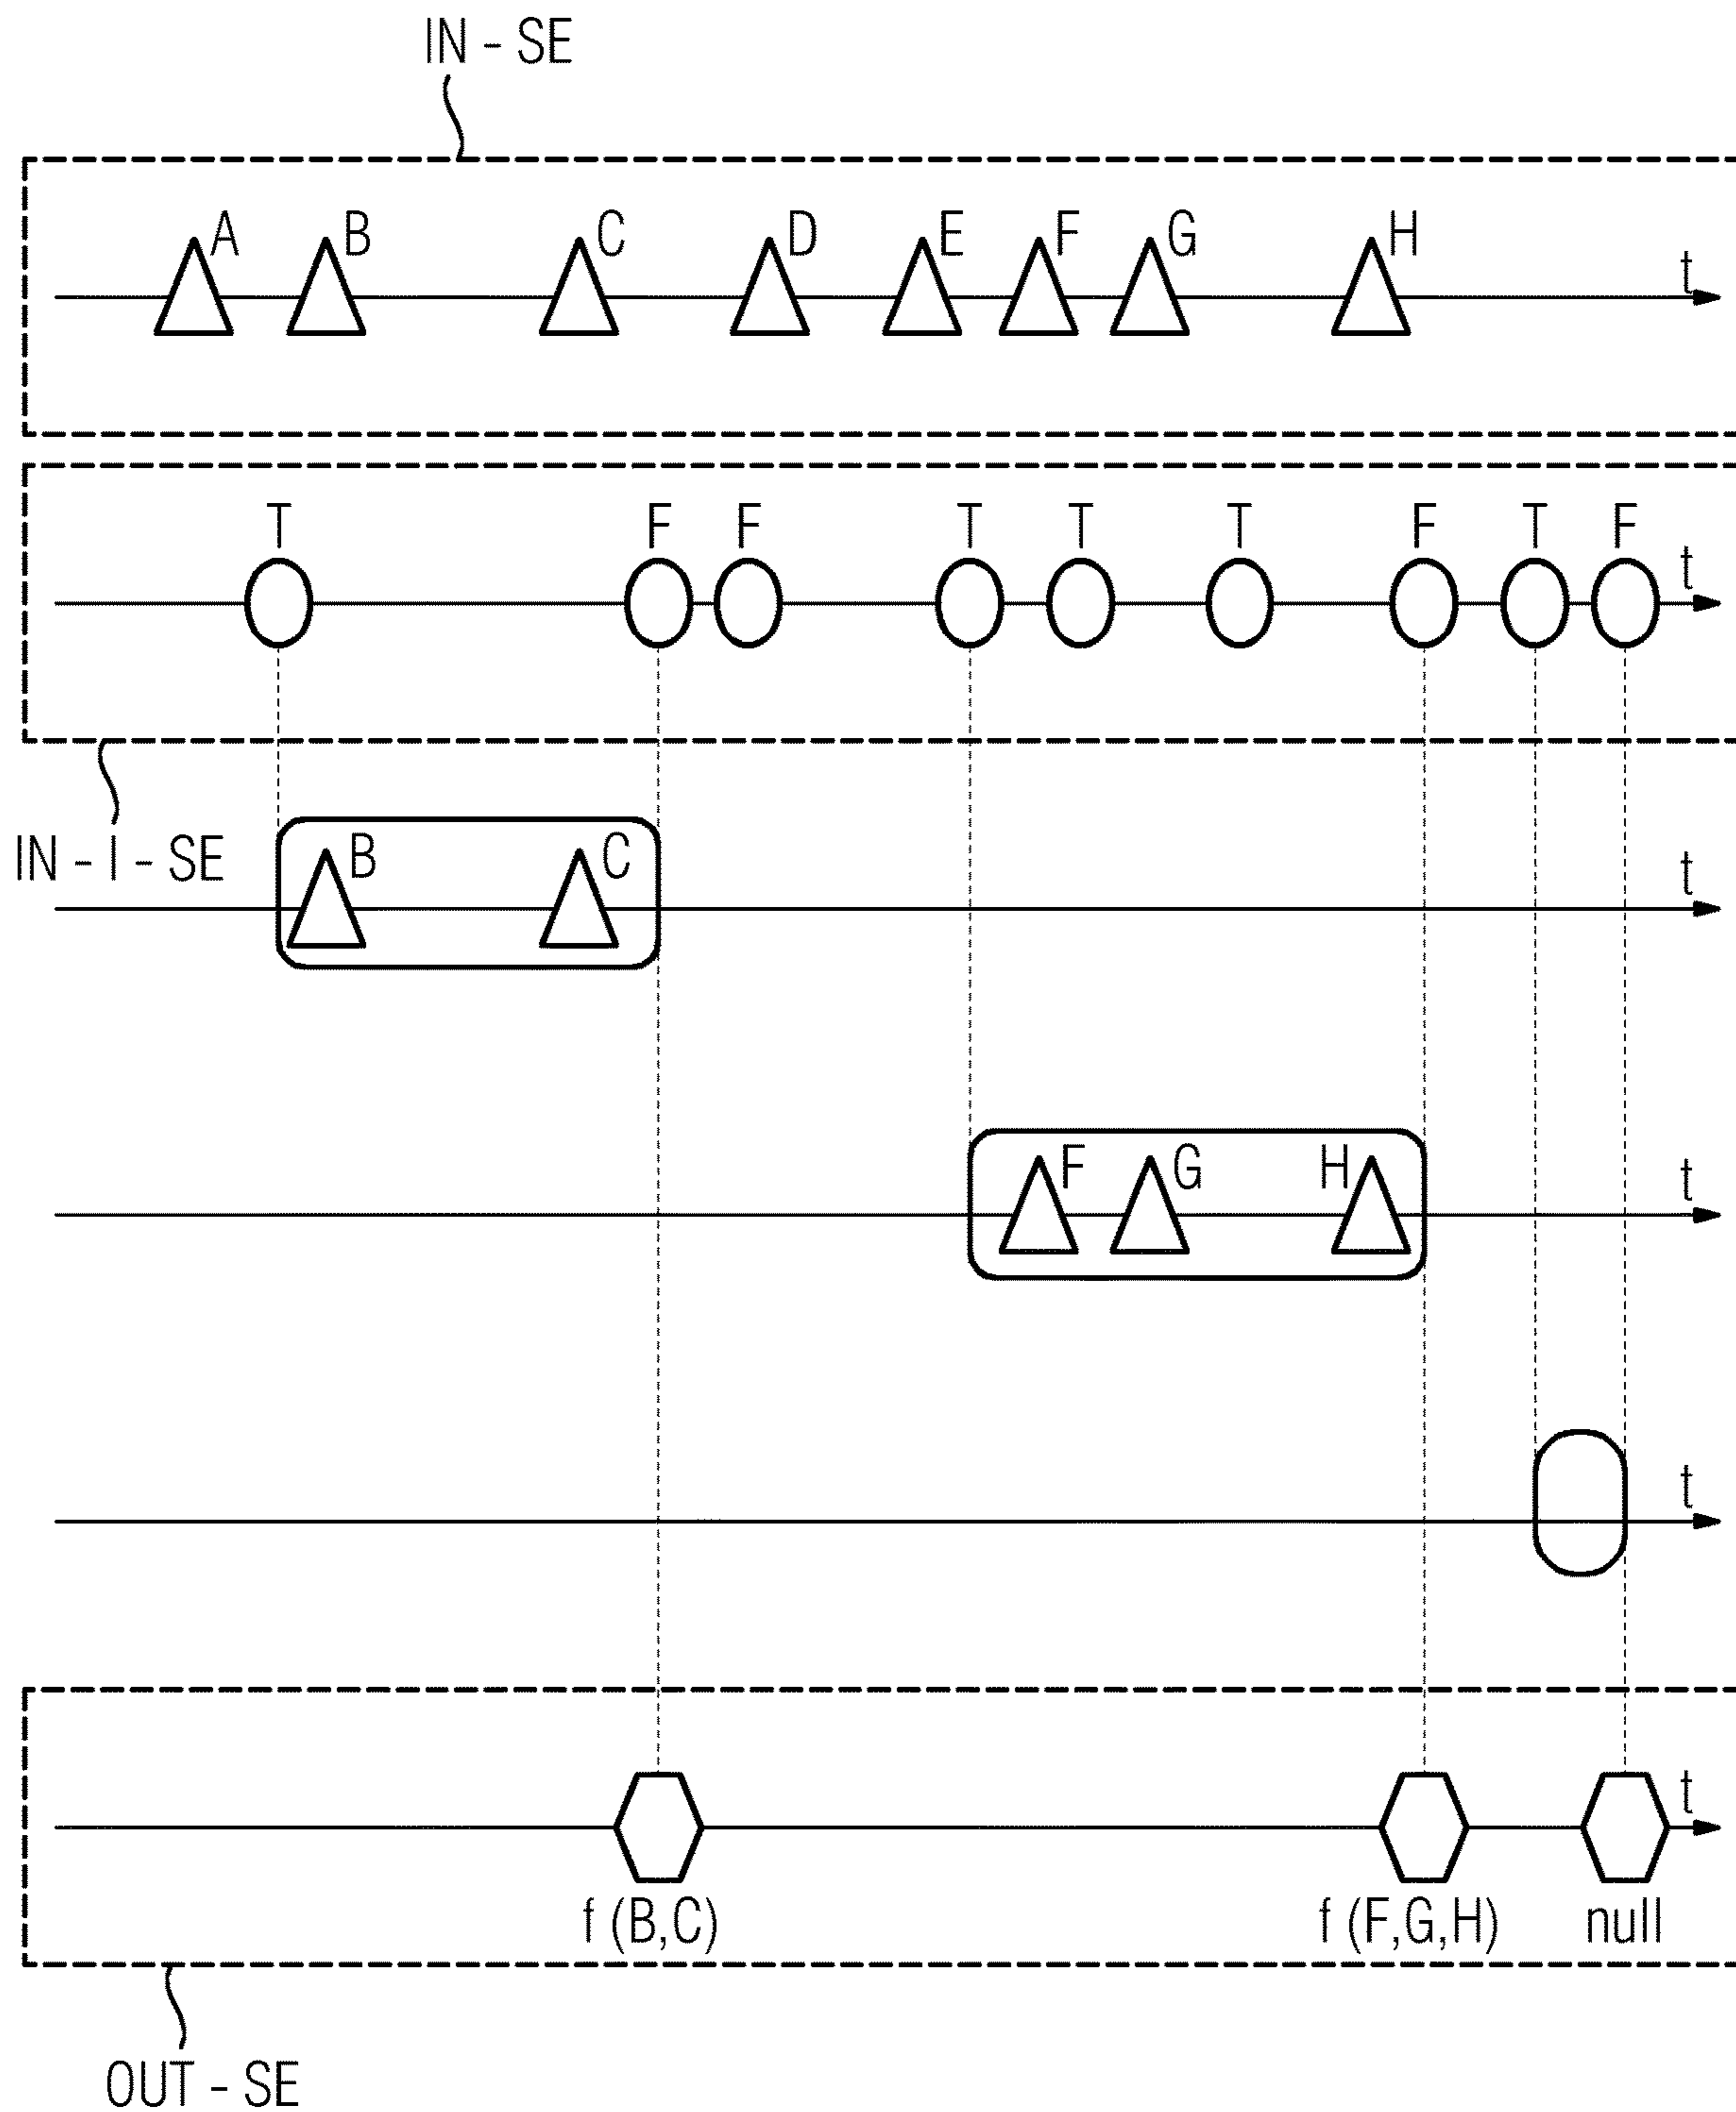 IN - SE
A B C D E F G H t
T F F T T T F T F t
IN - I - SE
B C t
F G H t
t
t
f (B,C) f (F,G,H) null
OUT - SE